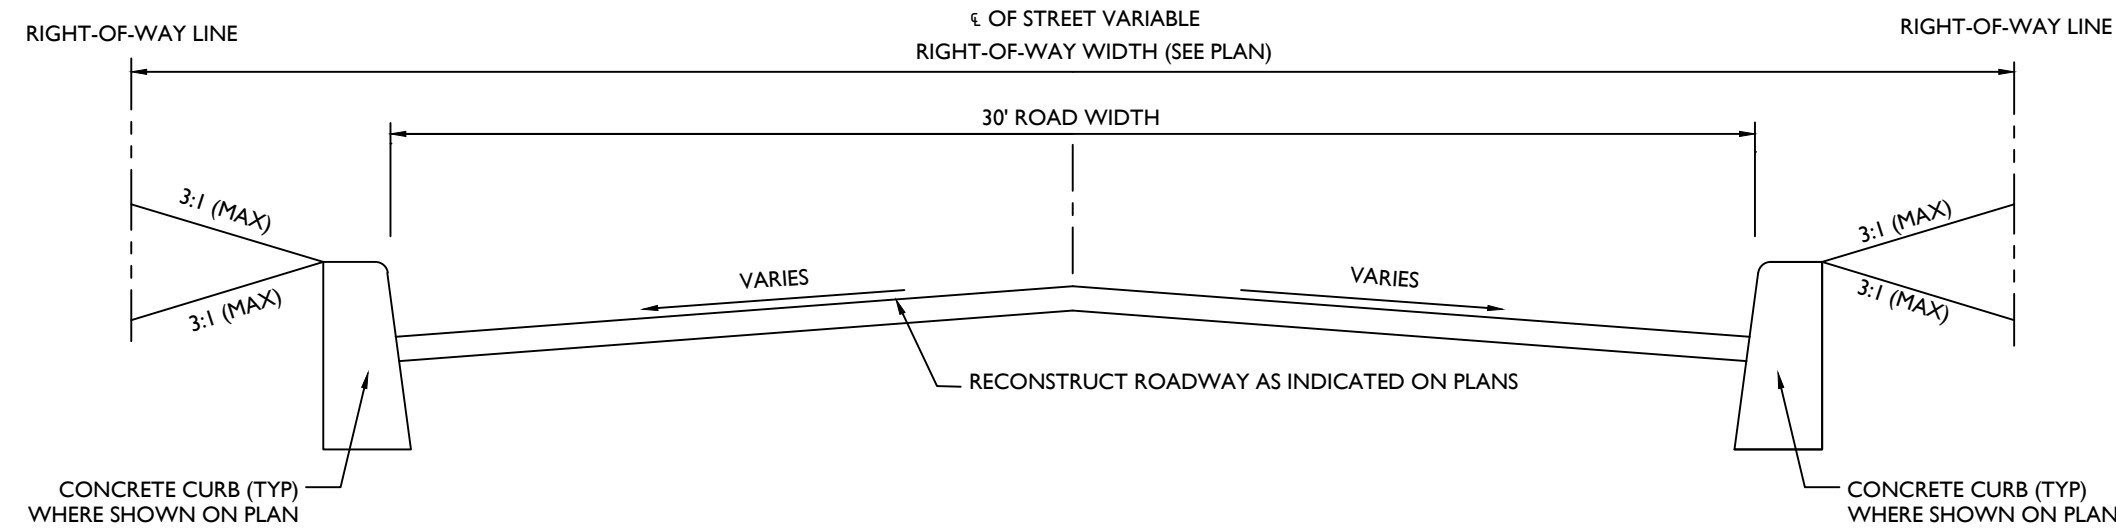 ℄ OF STREET VARIABLE
RIGHT-OF-WAY LINE
RIGHT-OF-WAY LINE
RIGHT-OF-WAY WIDTH (SEE PLAN)
30' ROAD WIDTH
3:1 (MAX)
3:1 (MAX)
VARIES
VARIES
3:1 (MAX)
3:1 (MAX)
RECONSTRUCT ROADWAY AS INDICATED ON PLANS
CONCRETE CURB (TYP)
WHERE SHOWN ON PLAN
CONCRETE CURB (TYP)
WHERE SHOWN ON PLAN